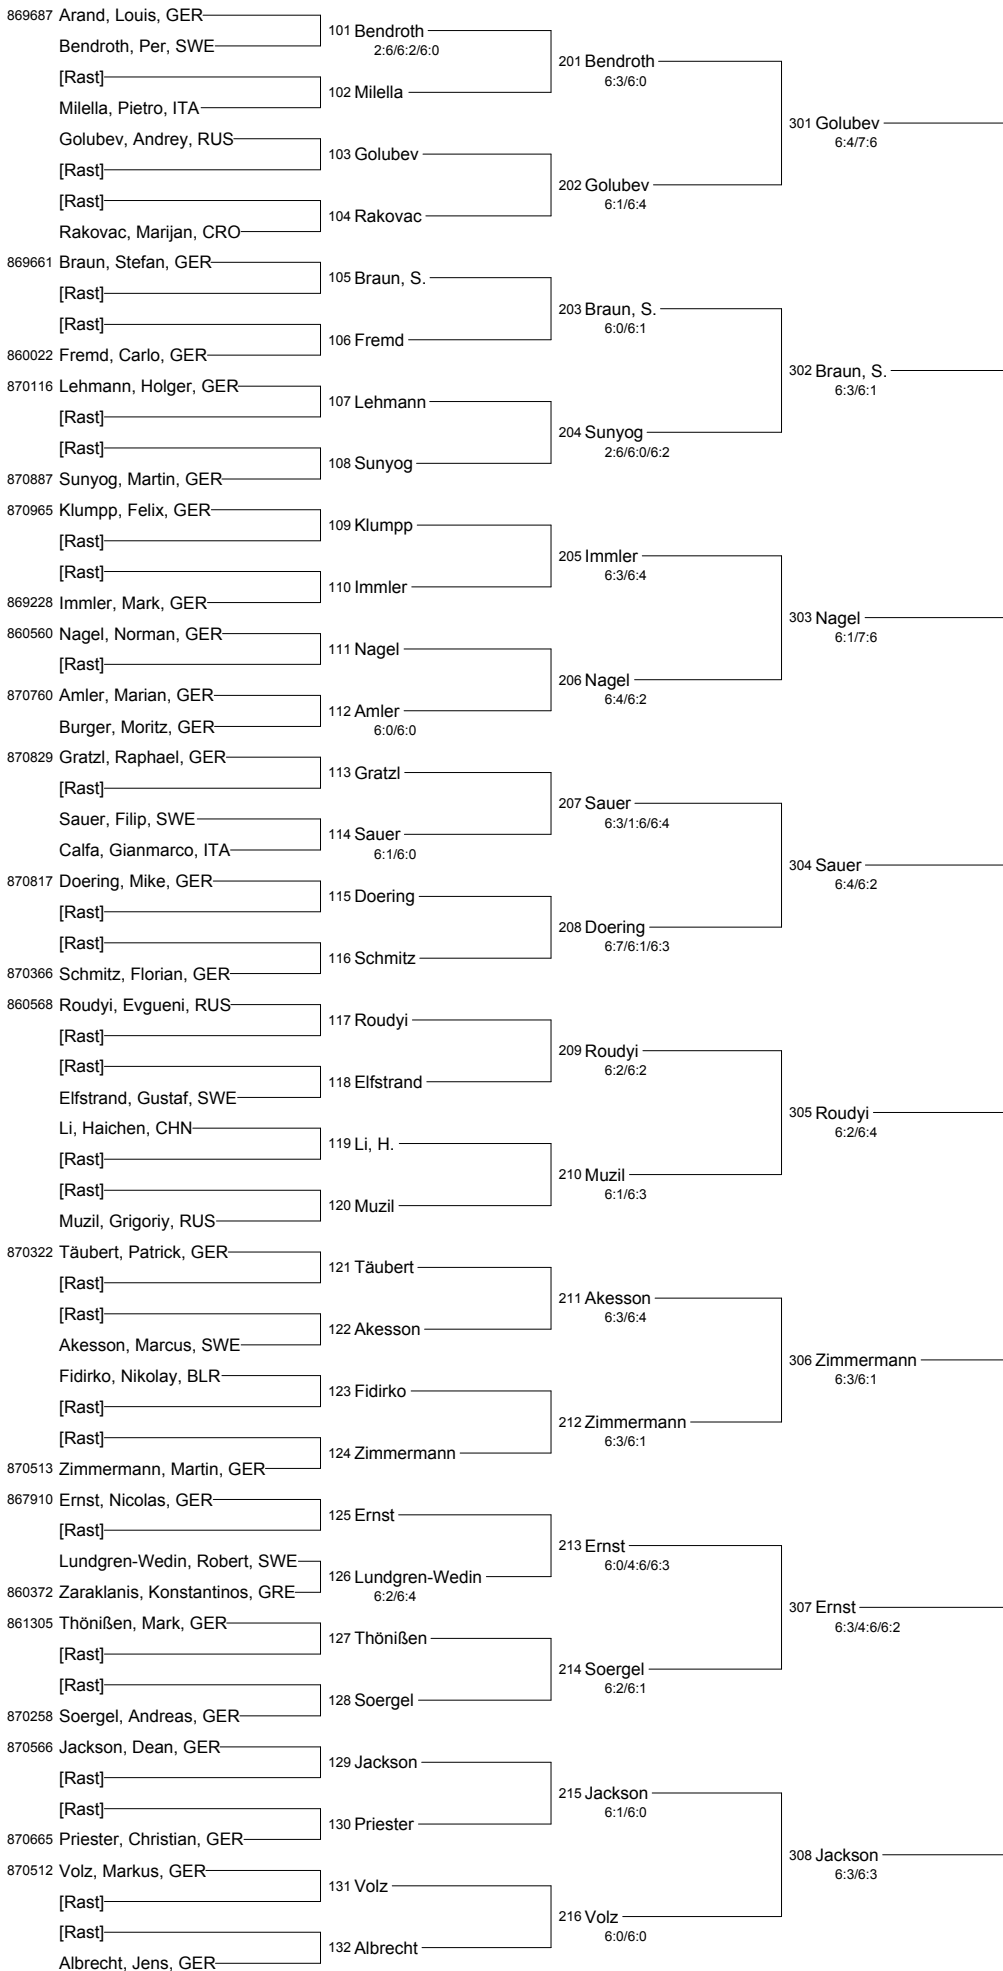 869687 Arand, Louis, GER
Bendroth, Per, SWE
[Rast]
Milella, Pietro, ITA
Golubev, Andrey, RUS
[Rast]
[Rast]
Rakovac, Marijan, CRO
869661 Braun, Stefan, GER
[Rast]
[Rast]
860022 Fremd, Carlo, GER
870116 Lehmann, Holger, GER
[Rast]
[Rast]
870887 Sunyog, Martin, GER
870965 Klumpp, Felix, GER
[Rast]
[Rast]
869228 Immler, Mark, GER
860560 Nagel, Norman, GER
[Rast]
870760 Amler, Marian, GER
Burger, Moritz, GER
870829 Gratzl, Raphael, GER
[Rast]
Sauer, Filip, SWE
Calfa, Gianmarco, ITA
870817 Doering, Mike, GER
[Rast]
[Rast]
870366 Schmitz, Florian, GER
860568 Roudyi, Evgueni, RUS
[Rast]
[Rast]
Elfstrand, Gustaf, SWE
Li, Haichen, CHN
[Rast]
[Rast]
Muzil, Grigoriy, RUS
870322 Täubert, Patrick, GER
[Rast]
[Rast]
Akesson, Marcus, SWE
Fidirko, Nikolay, BLR
[Rast]
[Rast]
870513 Zimmermann, Martin, GER
867910 Ernst, Nicolas, GER
[Rast]
Lundgren-Wedin, Robert, SWE
860372 Zaraklanis, Konstantinos, GRE
861305 Thönißen, Mark, GER
[Rast]
[Rast]
870258 Soergel, Andreas, GER
870566 Jackson, Dean, GER
[Rast]
[Rast]
870665 Priester, Christian, GER
870512 Volz, Markus, GER
[Rast]
[Rast]
Albrecht, Jens, GER
101 Bendroth
2:6/6:2/6:0
102 Milella
103 Golubev
104 Rakovac
105 Braun, S.
106 Fremd
107 Lehmann
108 Sunyog
109 Klumpp
110 Immler
111 Nagel
112 Amler
6:0/6:0
113 Gratzl
114 Sauer
6:1/6:0
115 Doering
116 Schmitz
117 Roudyi
118 Elfstrand
119 Li, H.
120 Muzil
121 Täubert
122 Akesson
123 Fidirko
124 Zimmermann
125 Ernst
126 Lundgren-Wedin
6:2/6:4
127 Thönißen
128 Soergel
129 Jackson
130 Priester
131 Volz
132 Albrecht
201 Bendroth
6:3/6:0
202 Golubev
6:1/6:4
203 Braun, S.
6:0/6:1
204 Sunyog
2:6/6:0/6:2
205 Immler
6:3/6:4
206 Nagel
6:4/6:2
207 Sauer
6:3/1:6/6:4
208 Doering
6:7/6:1/6:3
209 Roudyi
6:2/6:2
210 Muzil
6:1/6:3
211 Akesson
6:3/6:4
212 Zimmermann
6:3/6:1
213 Ernst
6:0/4:6/6:3
214 Soergel
6:2/6:1
215 Jackson
6:1/6:0
216 Volz
6:0/6:0
301 Golubev
6:4/7:6
302 Braun, S.
6:3/6:1
303 Nagel
6:1/7:6
304 Sauer
6:4/6:2
305 Roudyi
6:2/6:4
306 Zimmermann
6:3/6:1
307 Ernst
6:3/4:6/6:2
308 Jackson
6:3/6:3